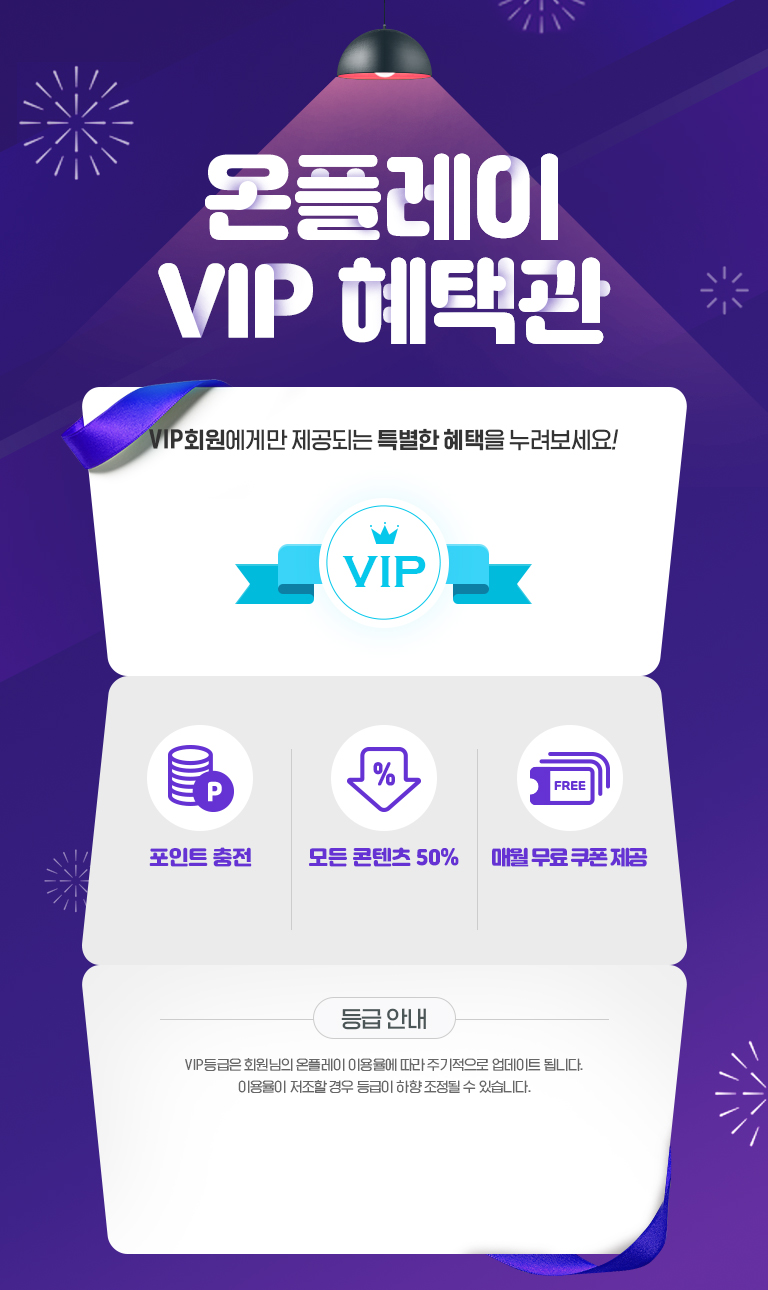 온플레이
VIP 혜택관
VIP회원에게만 제공되는 특별한 혜택을 누려보세요!
VIP
P
%
FREE
포인트 충전
모든 콘텐츠 50%
매월 무료 쿠폰 제공
등급 안내
VIP등급은 회원님의 온플레이 이용율에 따라 주기적으로 업데이트 됩니다.
이용율이 저조할 경우 등급이 하향 조정될 수 있습니다.